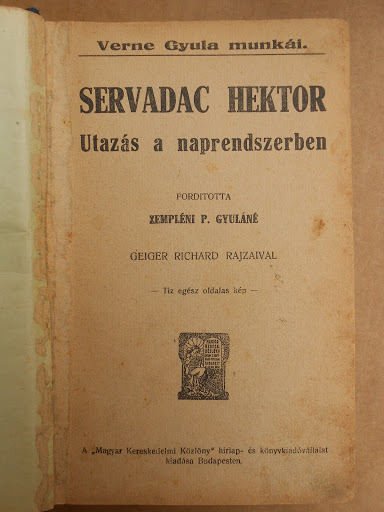 Verne Gyula munkái.
SERVADAC HEKTOR
Utazás a naprendszerben
FORDITOTTA
ZEMPLÉNI P. GYULÁNÉ
GEIGER RICHARD RAJZAIVAL
— Tiz egész oldalas kép —
A „Magyar Kereskedelmi Közlöny" hirlap- és könyvkiadóvállalat
kiadása Budapesten.